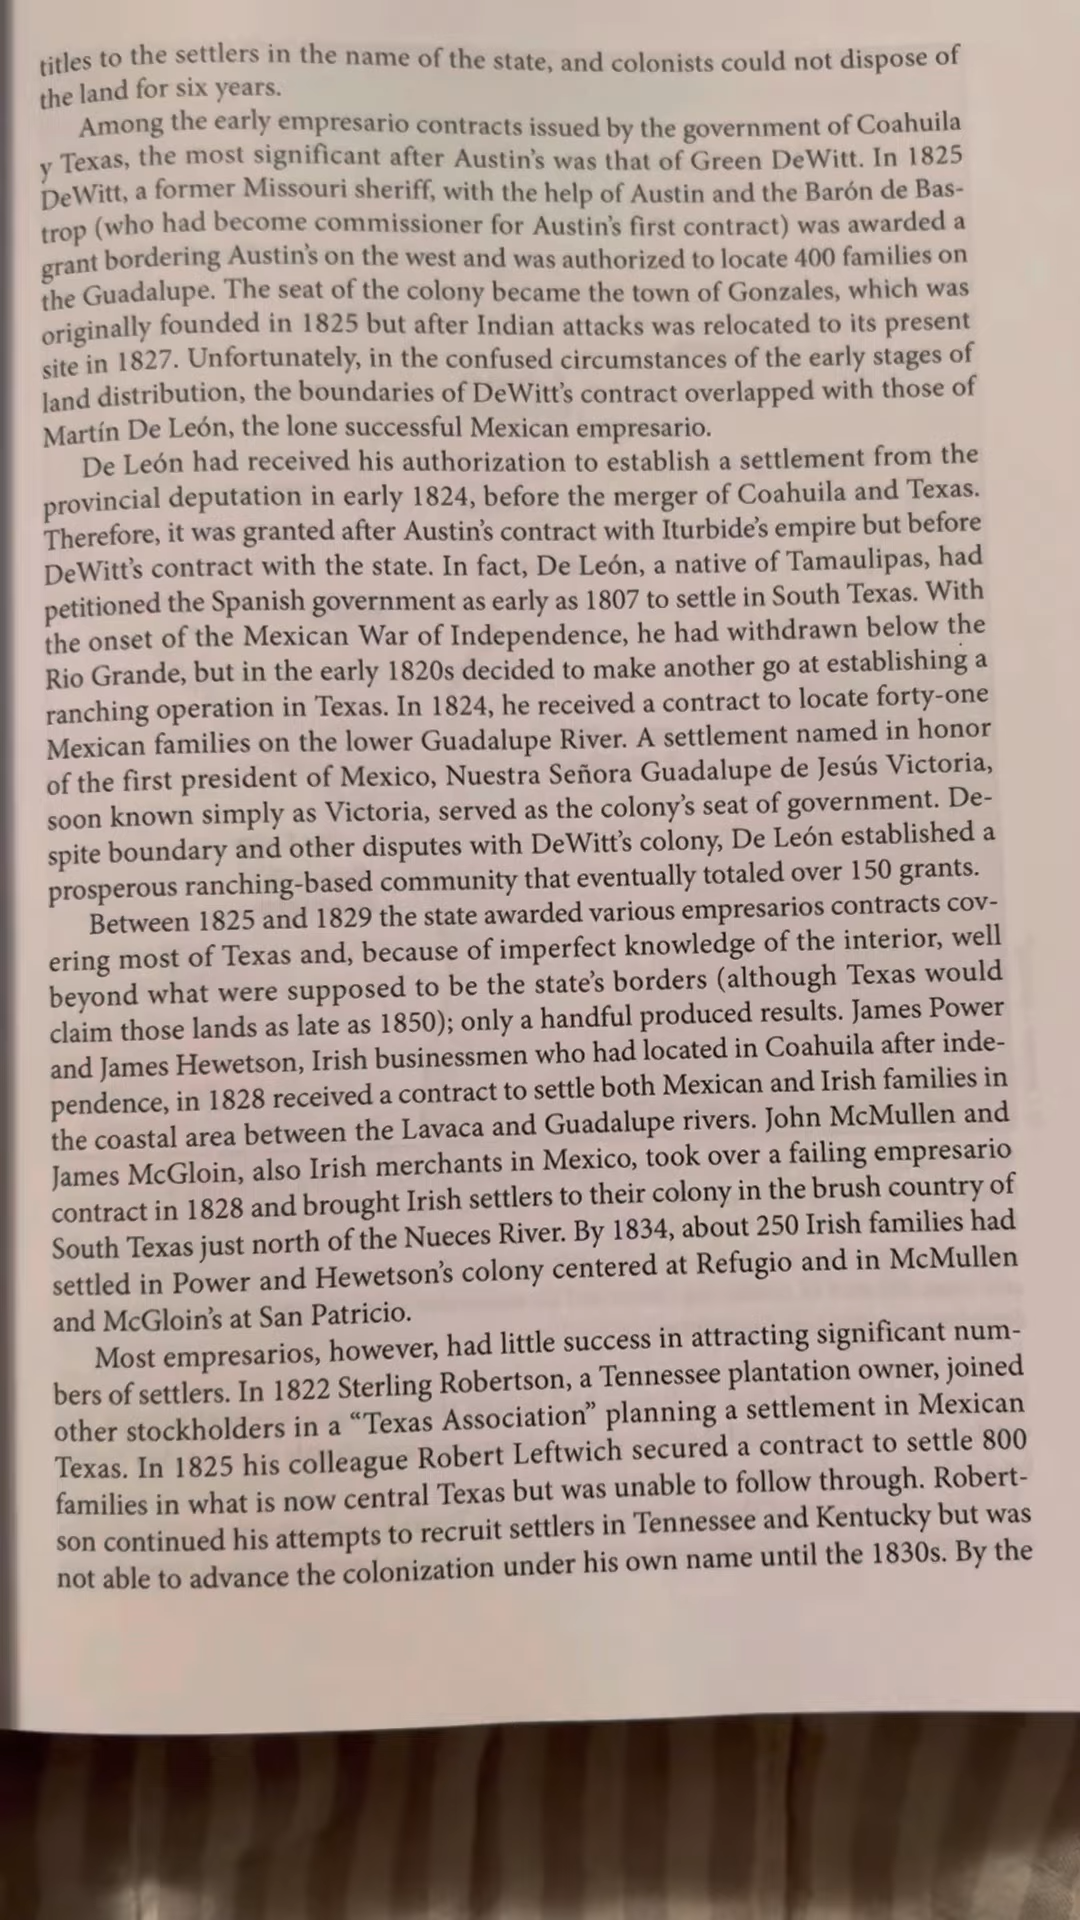 titles to the settlers in the name of the state, and colonists could not dispose of
the land for six years.
Among the early empresario contracts issued by the government of Coahuila
y Texas, the most significant after Austin's was that of Green DeWitt. In 1825
DeWitt, a former Missouri sheriff, with the help of Austin and the Barón de Bas-
trop (who had become commissioner for Austin's first contract) was awarded a
grant bordering Austin's on the west and was authorized to locate 400 families on
the Guadalupe. The seat of the colony became the town of Gonzales, which was
originally founded in 1825 but after Indian attacks was relocated to its present
site in 1827. Unfortunately, in the confused circumstances of the early stages of
land distribution, the boundaries of DeWitt's contract overlapped with those of
Martín De León, the lone successful Mexican empresario.
De León had received his authorization to establish a settlement from the
provincial deputation in early 1824, before the merger of Coahuila and Texas.
Therefore, it was granted after Austin's contract with Iturbide's empire but before
DeWitt's contract with the state. In fact, De León, a native of Tamaulipas, had
petitioned the Spanish government as early as 1807 to settle in South Texas. With
the onset of the Mexican War of Independence, he had withdrawn below the
Rio Grande, but in the early 1820s decided to make another go at establishing a
ranching operation in Texas. In 1824, he received a contract to locate forty-one
Mexican families on the lower Guadalupe River. A settlement named in honor
of the first president of Mexico, Nuestra Señora Guadalupe de Jesús Victoria,
soon known simply as Victoria, served as the colony's seat of government. De-
spite boundary and other disputes with DeWitt's colony, De León established a
prosperous ranching-based community that eventually totaled over 150 grants.
Between 1825 and 1829 the state awarded various empresarios contracts cov-
ering most of Texas and, because of imperfect knowledge of the interior, well
beyond what were supposed to be the state's borders (although Texas would
claim those lands as late as 1850); only a handful produced results. James Power
and James Hewetson, Irish businessmen who had located in Coahuila after inde-
pendence, in 1828 received a contract to settle both Mexican and Irish families in
the coastal area between the Lavaca and Guadalupe rivers. John McMullen and
James McGloin, also Irish merchants in Mexico, took over a failing empresario
contract in 1828 and brought Irish settlers to their colony in the brush country of
South Texas just north of the Nueces River. By 1834, about 250 Irish families had
settled in Power and Hewetson's colony centered at Refugio and in McMullen
and McGloin's at San Patricio.
Most empresarios, however, had little success in attracting significant num-
bers of settlers. In 1822 Sterling Robertson, a Tennessee plantation owner, joined
other stockholders in a “Texas Association” planning a settlement in Mexican
Texas. In 1825 his colleague Robert Leftwich secured a contract to settle 800
families in what is now central Texas but was unable to follow through. Robert-
son continued his attempts to recruit settlers in Tennessee and Kentucky but was
not able to advance the colonization under his own name until the 1830s. By the